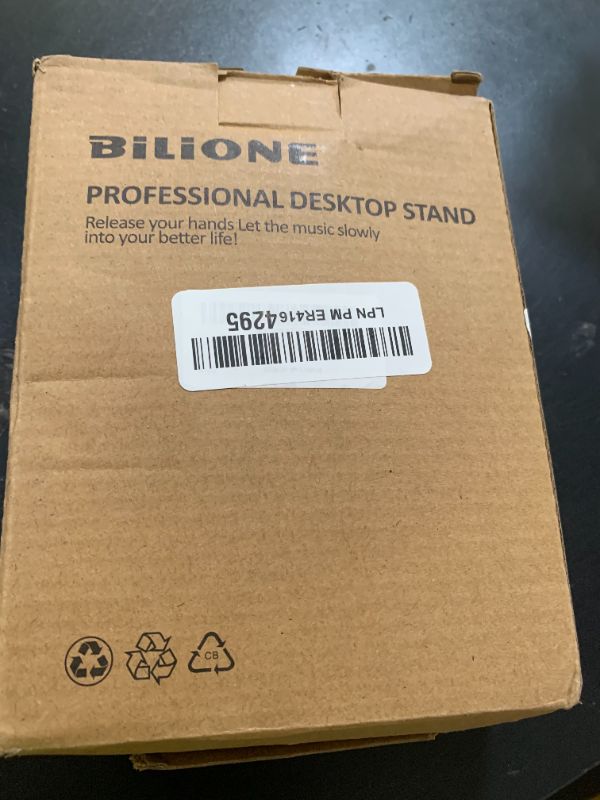 BiLiONE
PROFESSIONAL DESKTOP STAND
Release your hands Let the music slowly
into your better life!
LPN PM ER4164295
CB